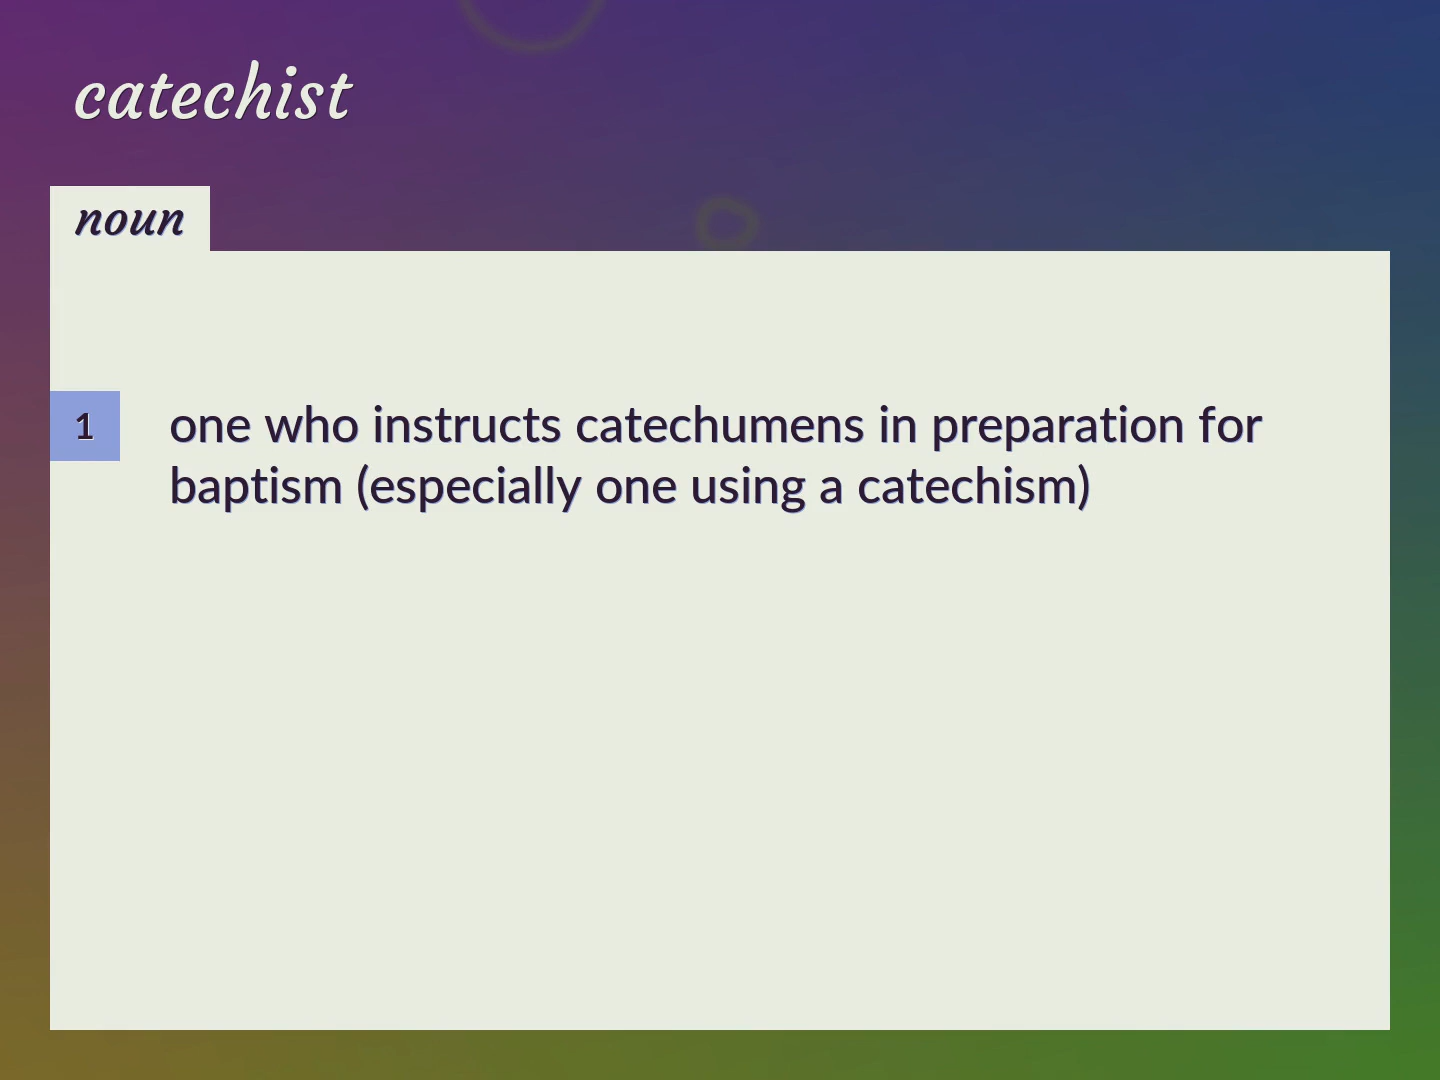 catechist
noun
1
one who instructs catechumens in preparation for
baptism (especially one using a catechism)